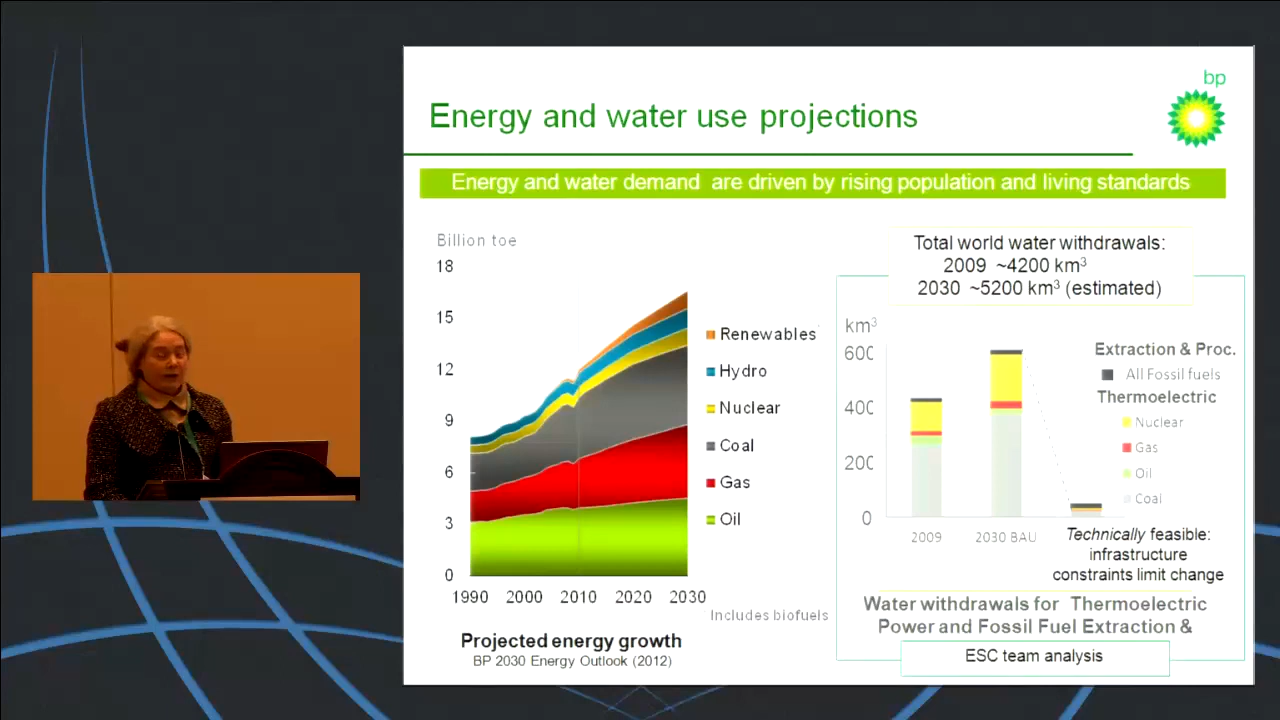 bp
Energy and water use projections
Energy and water demand are driven by rising population and living standards
Billion toe
18
15
12
9
6
3
0
1990 2000 2010 2020 2030
Renewables
Hydro
Nuclear
Coal
Gas
Oil
Includes biofuels
Projected energy growth
BP 2030 Energy Outlook (2012)
Total world water withdrawals:
2009 ~4200 km³
2030 ~5200 km³ (estimated)
km³
600
400
200
0
2009 2030 BAU
Extraction & Proc.
All Fossil fuels
Thermoelectric
Nuclear
Gas
Oil
Coal
Technically feasible:
infrastructure
constraints limit change
Water withdrawals for Thermoelectric
Power and Fossil Fuel Extraction &
ESC team analysis